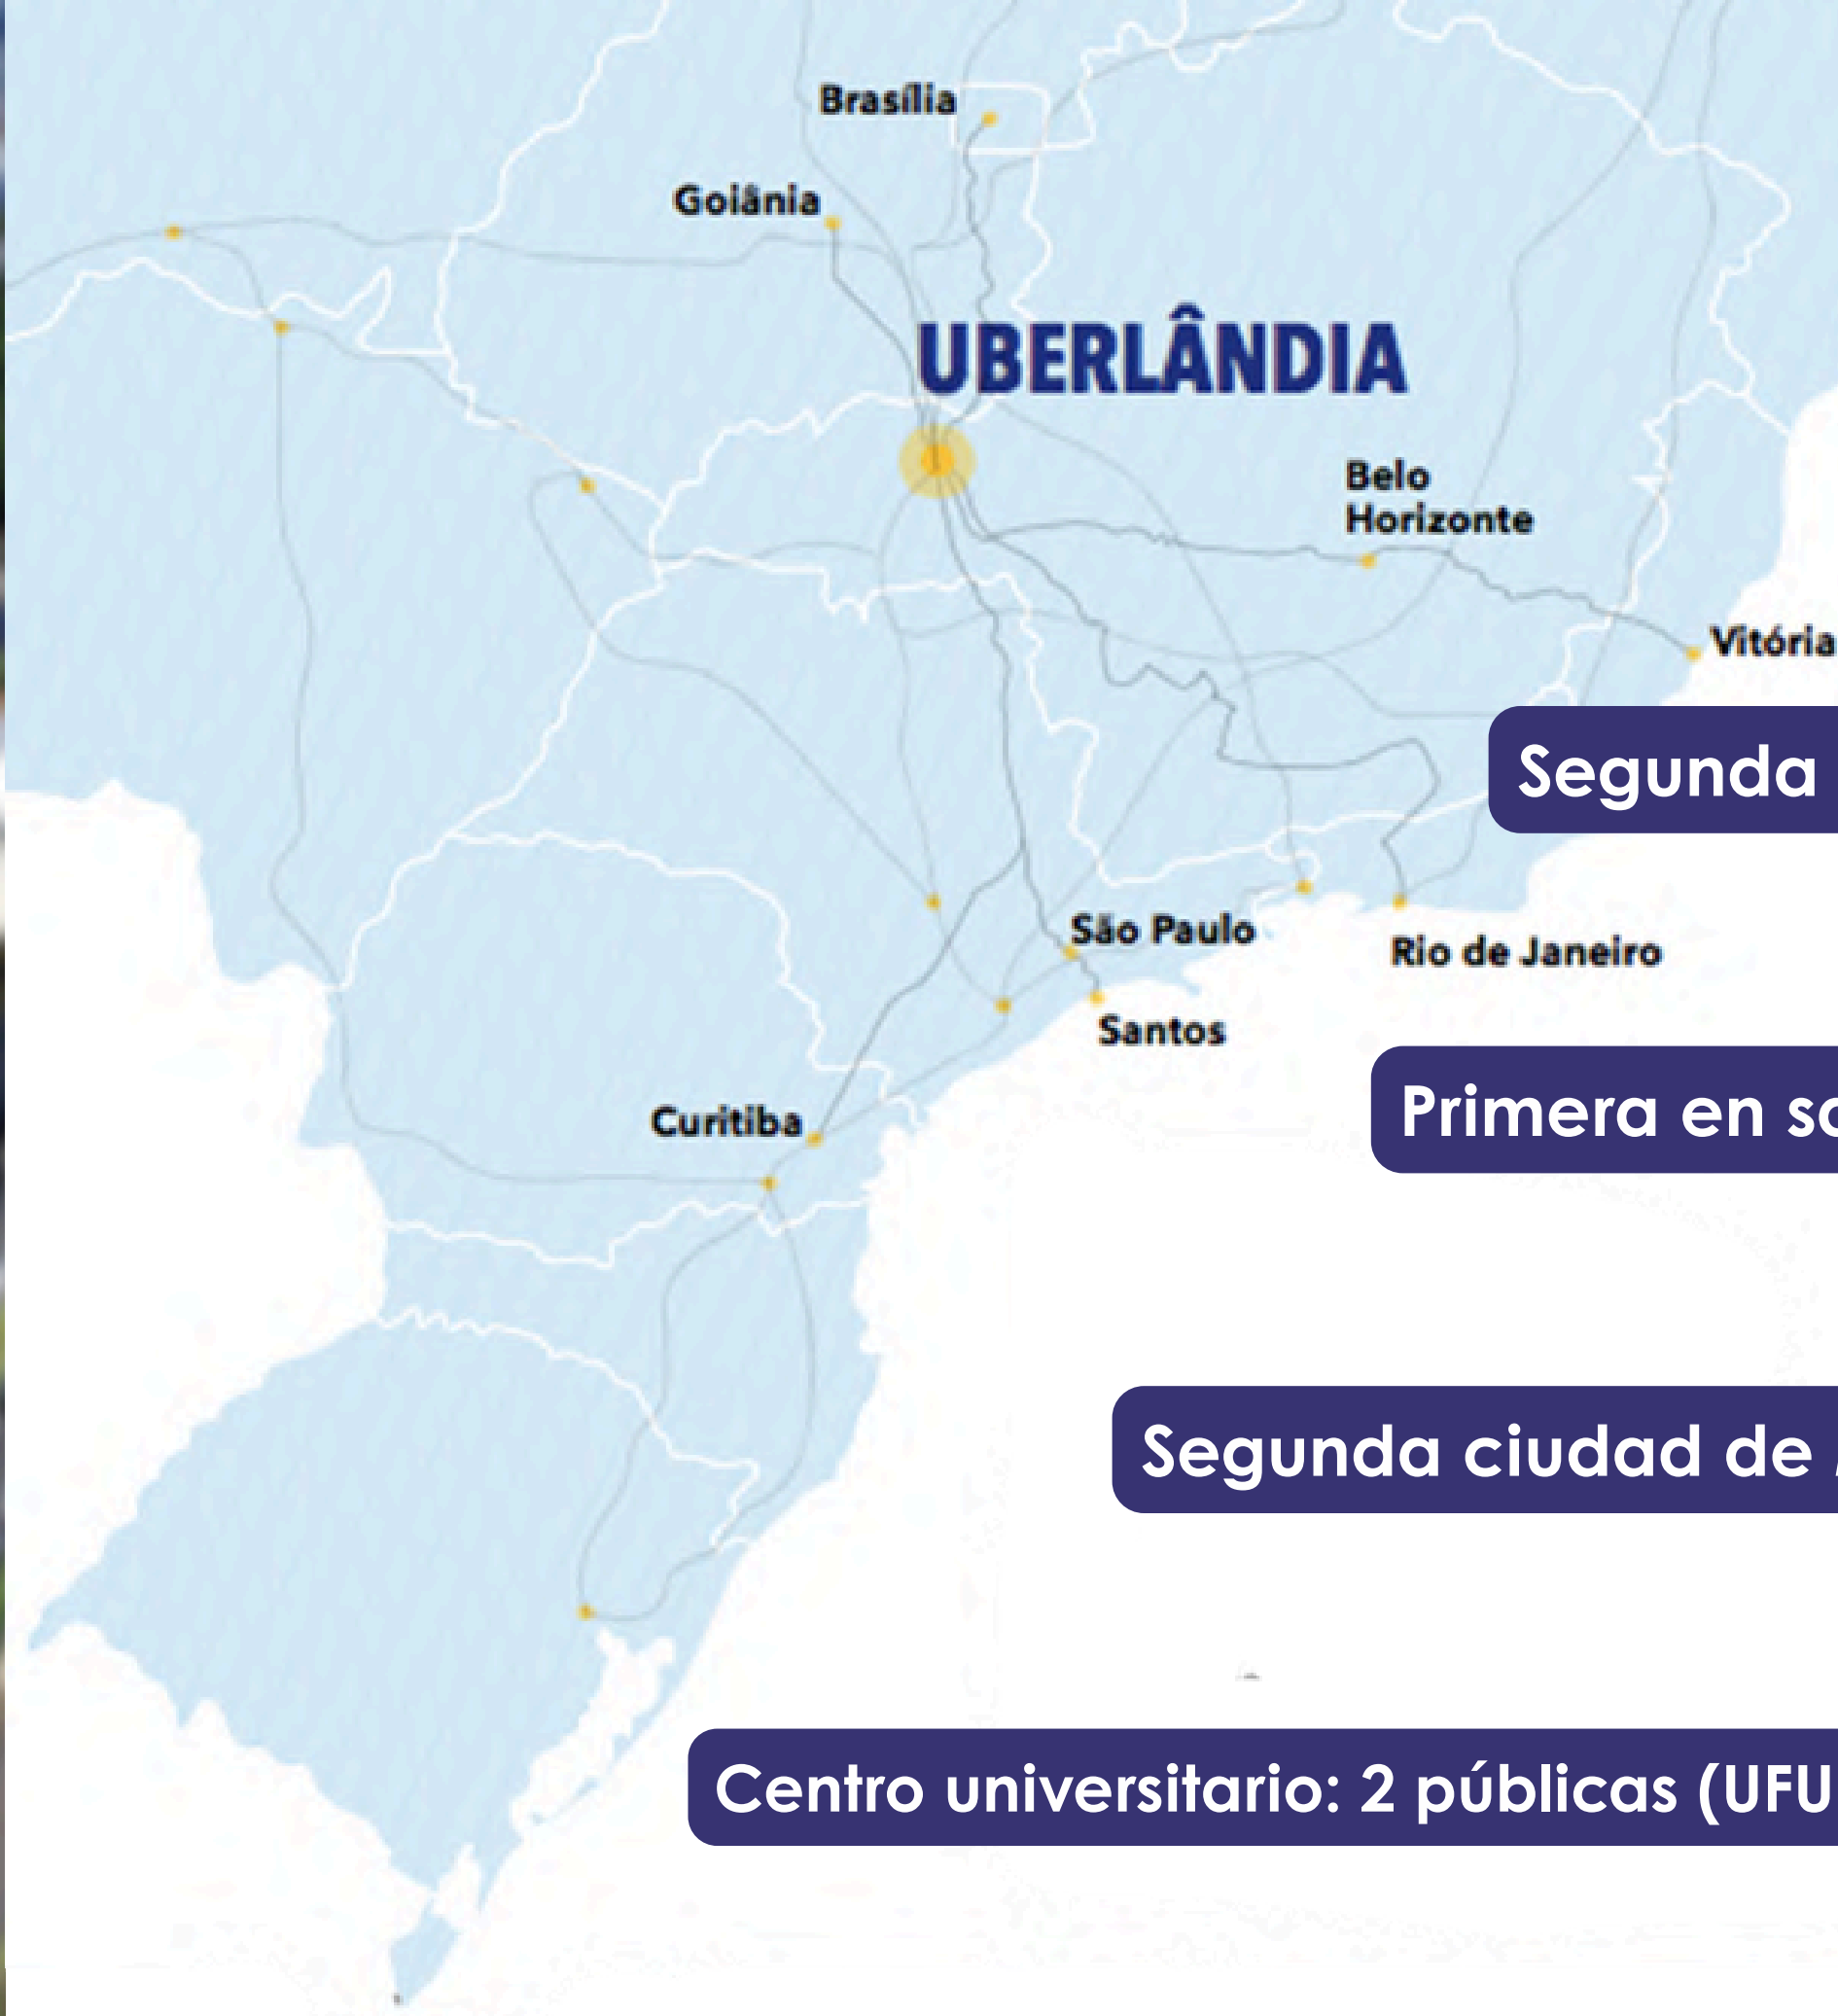 Brasília
Goiânia
UBERLÂNDIA
Belo
Horizonte
Vitória
Segunda
São Paulo
Rio de Janeiro
Santos
Primera en
Curitiba
Segunda ciudad de
Centro universitario: 2 públicas (UFU